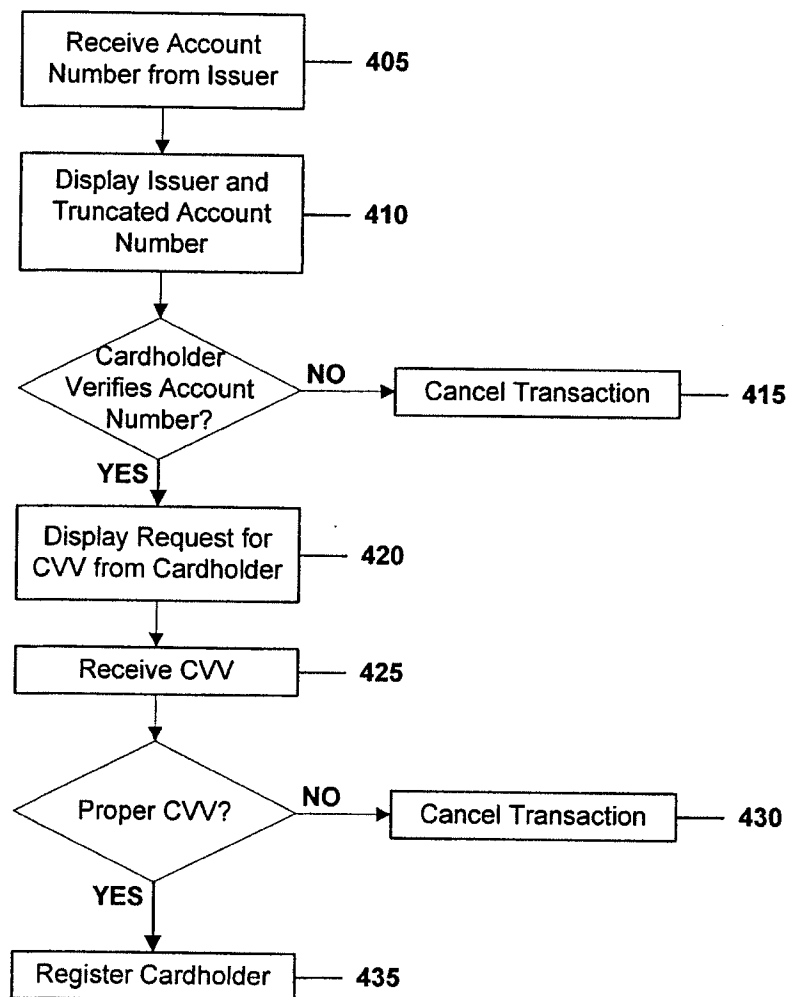 Receive Account
Number from Issuer
405
Display Issuer and
Truncated Account
Number
410
Cardholder
Verifies Account
Number?
NO
Cancel Transaction
415
YES
Display Request for
CVV from Cardholder
420
Receive CVV
425
Proper CVV?
NO
Cancel Transaction
430
YES
Register Cardholder
435